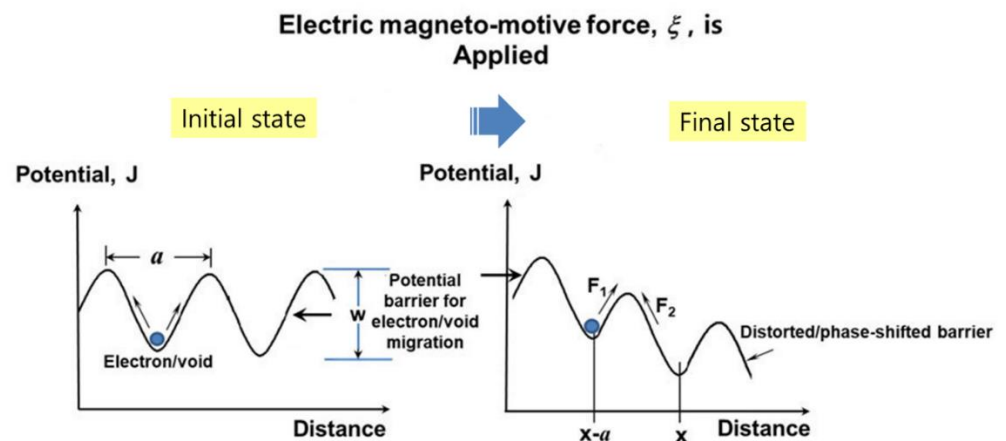 Electric magneto-motive force, ξ, is
Applied
Initial state
Final state
Potential, J
Potential, J
a
Electron/void
W
Potential
barrier for
electron/void
migration
Distance
F1
F2
Distorted/phase-shifted barrier
x-a
x
Distance